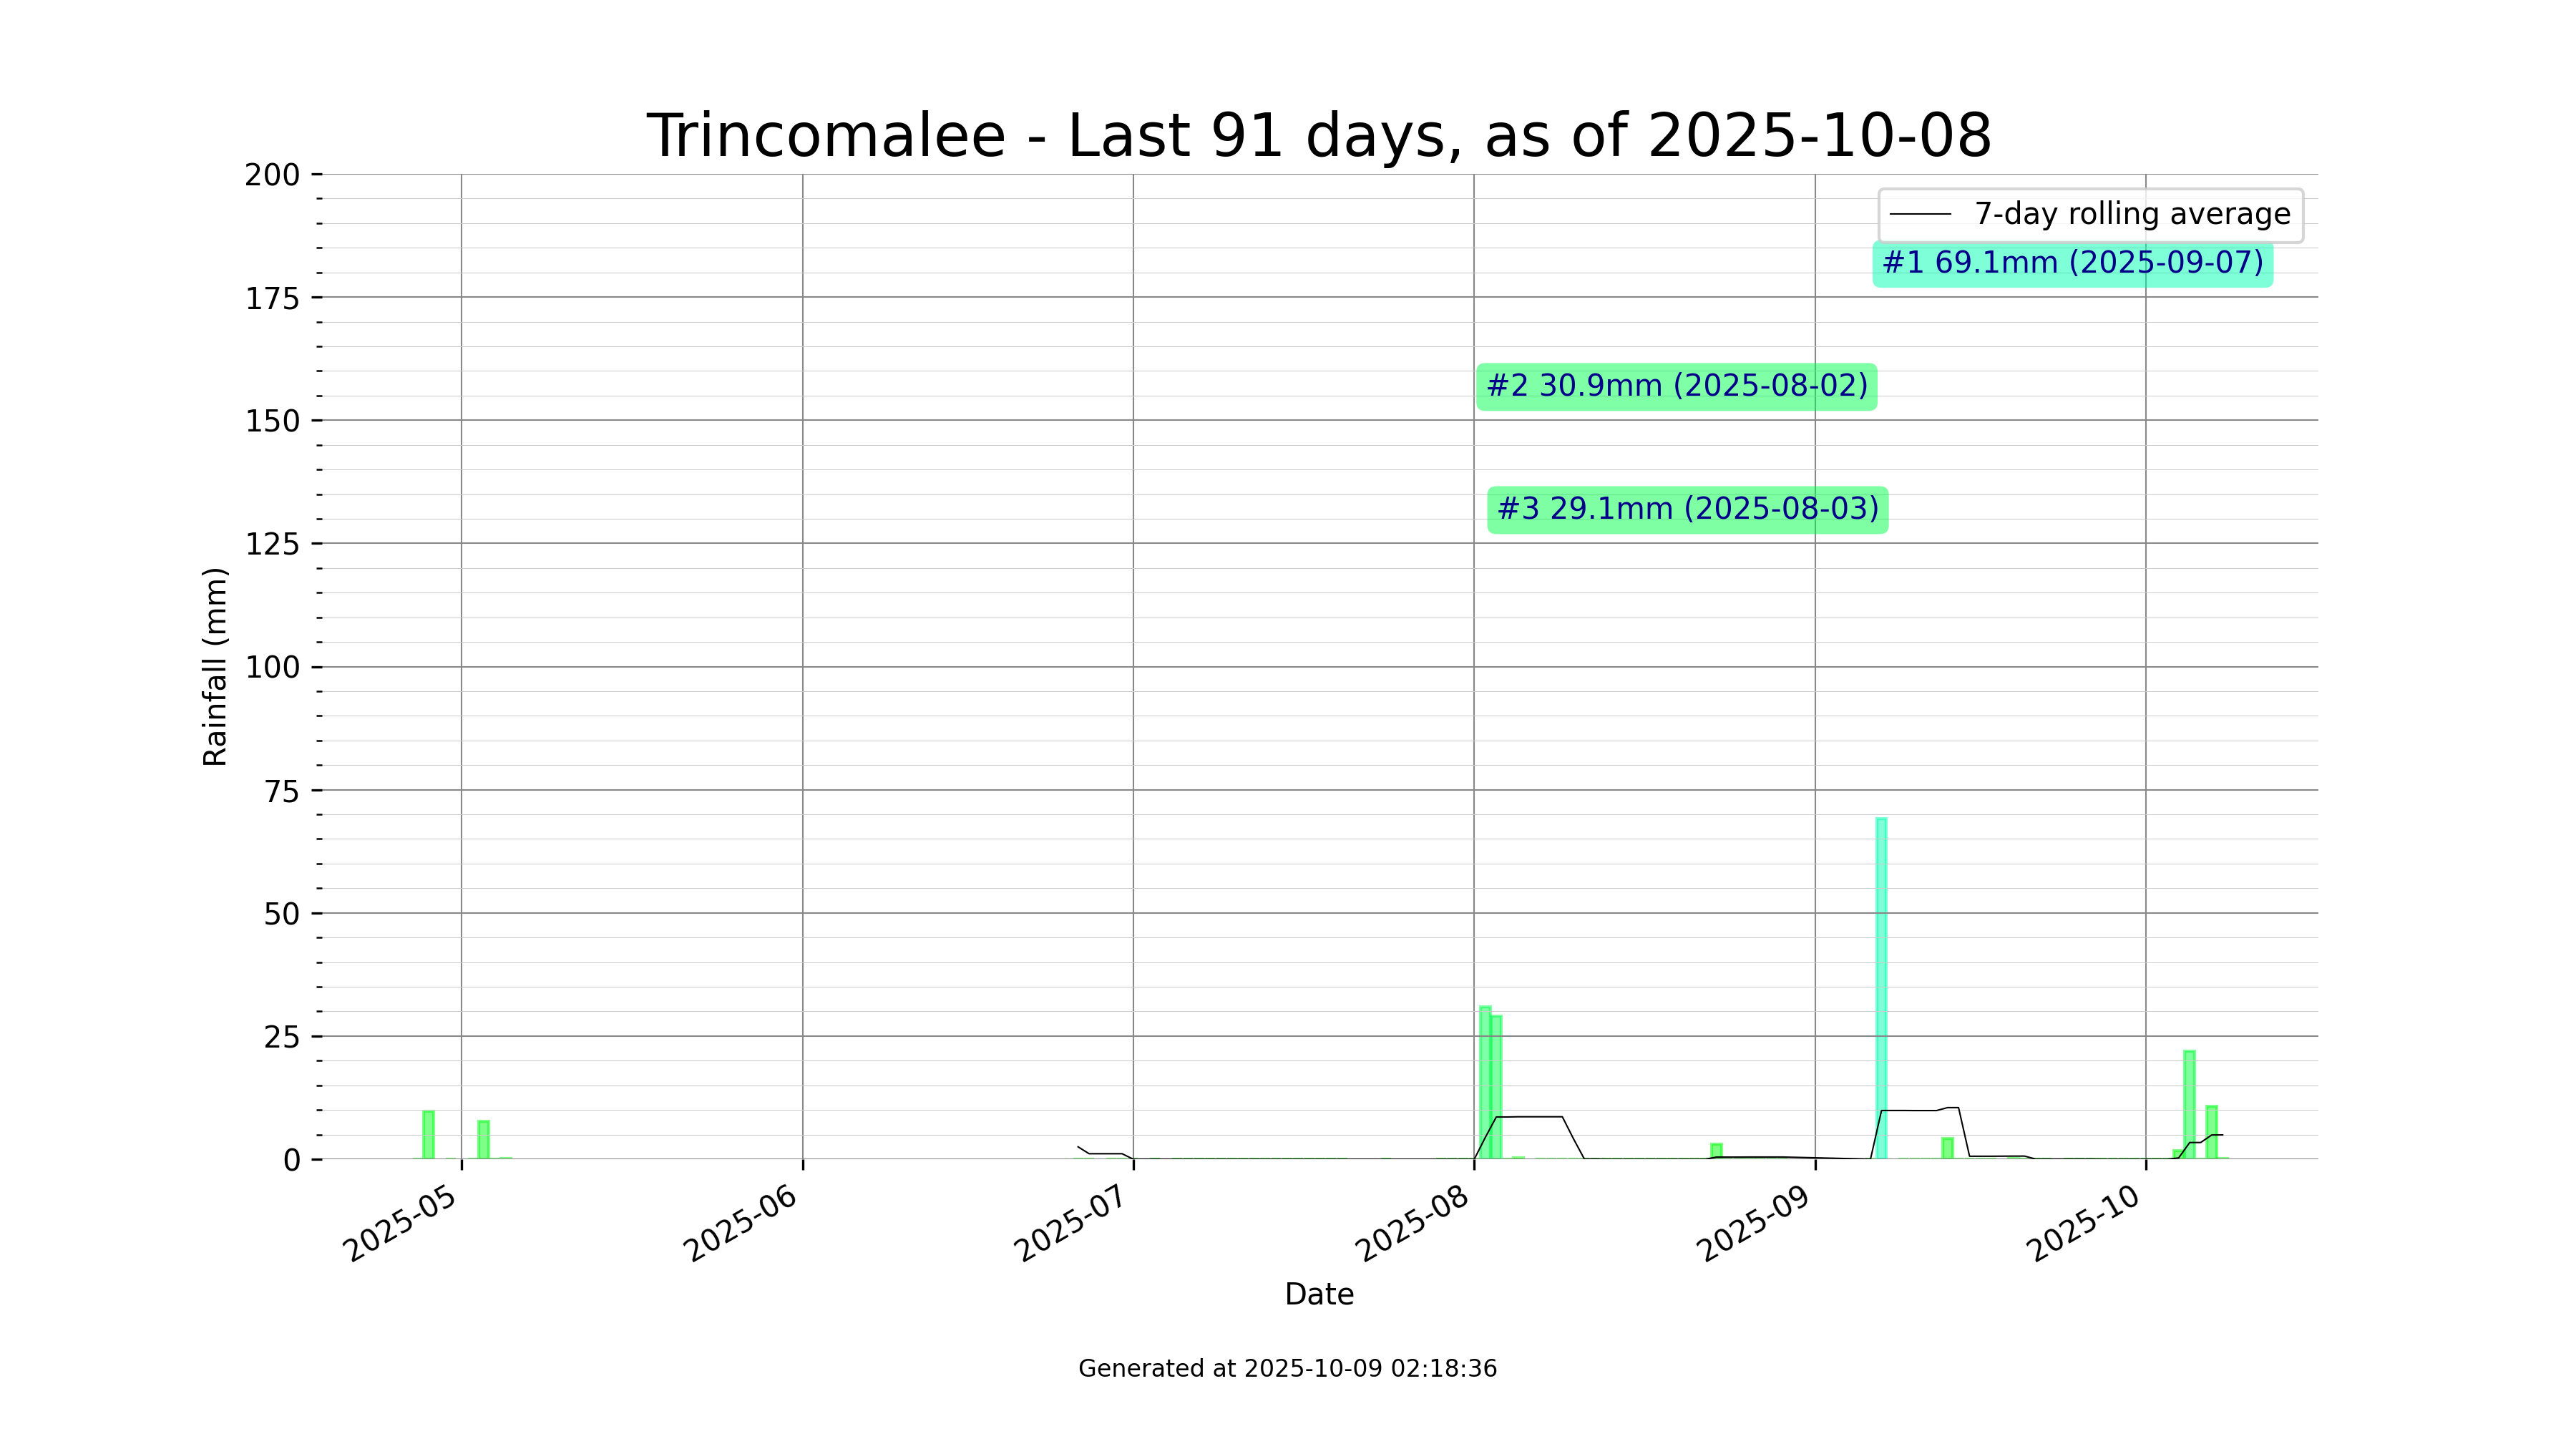 Trincomalee - Last 91 days, as of 2025-10-08
200
175
150
125
100
75
50
25
0
Rainfall (mm)
7-day rolling average
#1 69.1mm (2025-09-07)
#2 30.9mm (2025-08-02)
#3 29.1mm (2025-08-03)
2025-05
2025-06
2025-07
2025-08
2025-09
2025-10
Date
Generated at 2025-10-09 02:18:36